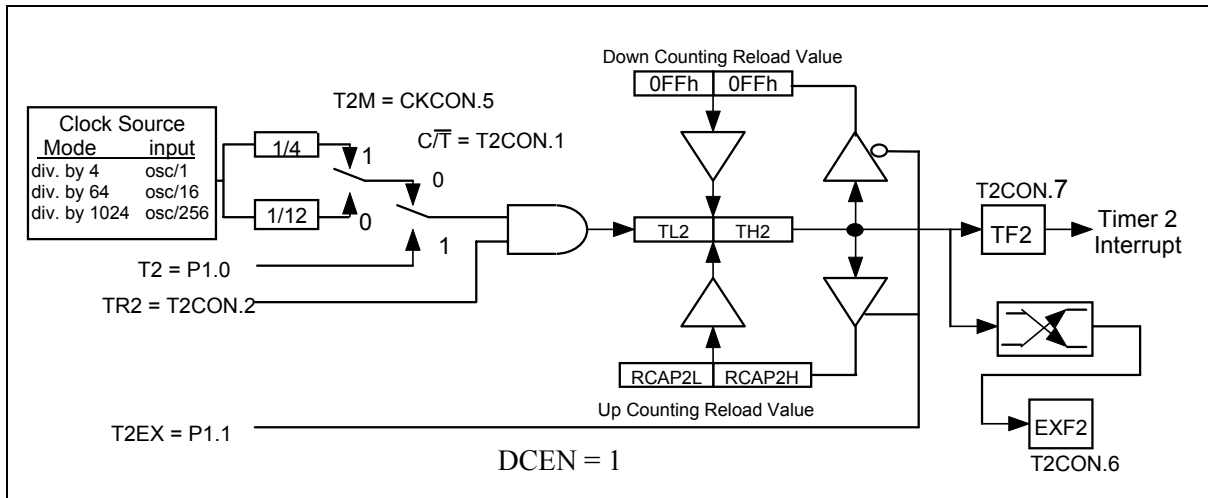 Down Counting Reload Value
0FFh 0FFh
T2M = CKCON.5
C/T̅ = T2CON.1
Clock Source
Mode input
div. by 4 osc/1
div. by 64 osc/16
div. by 1024 osc/256
1/4
1/12
1
0
0
1
T2 = P1.0
TR2 = T2CON.2
TL2 TH2
T2CON.7
TF2
Timer 2
Interrupt
RCAP2L RCAP2H
Up Counting Reload Value
T2EX = P1.1
DCEN = 1
EXF2
T2CON.6